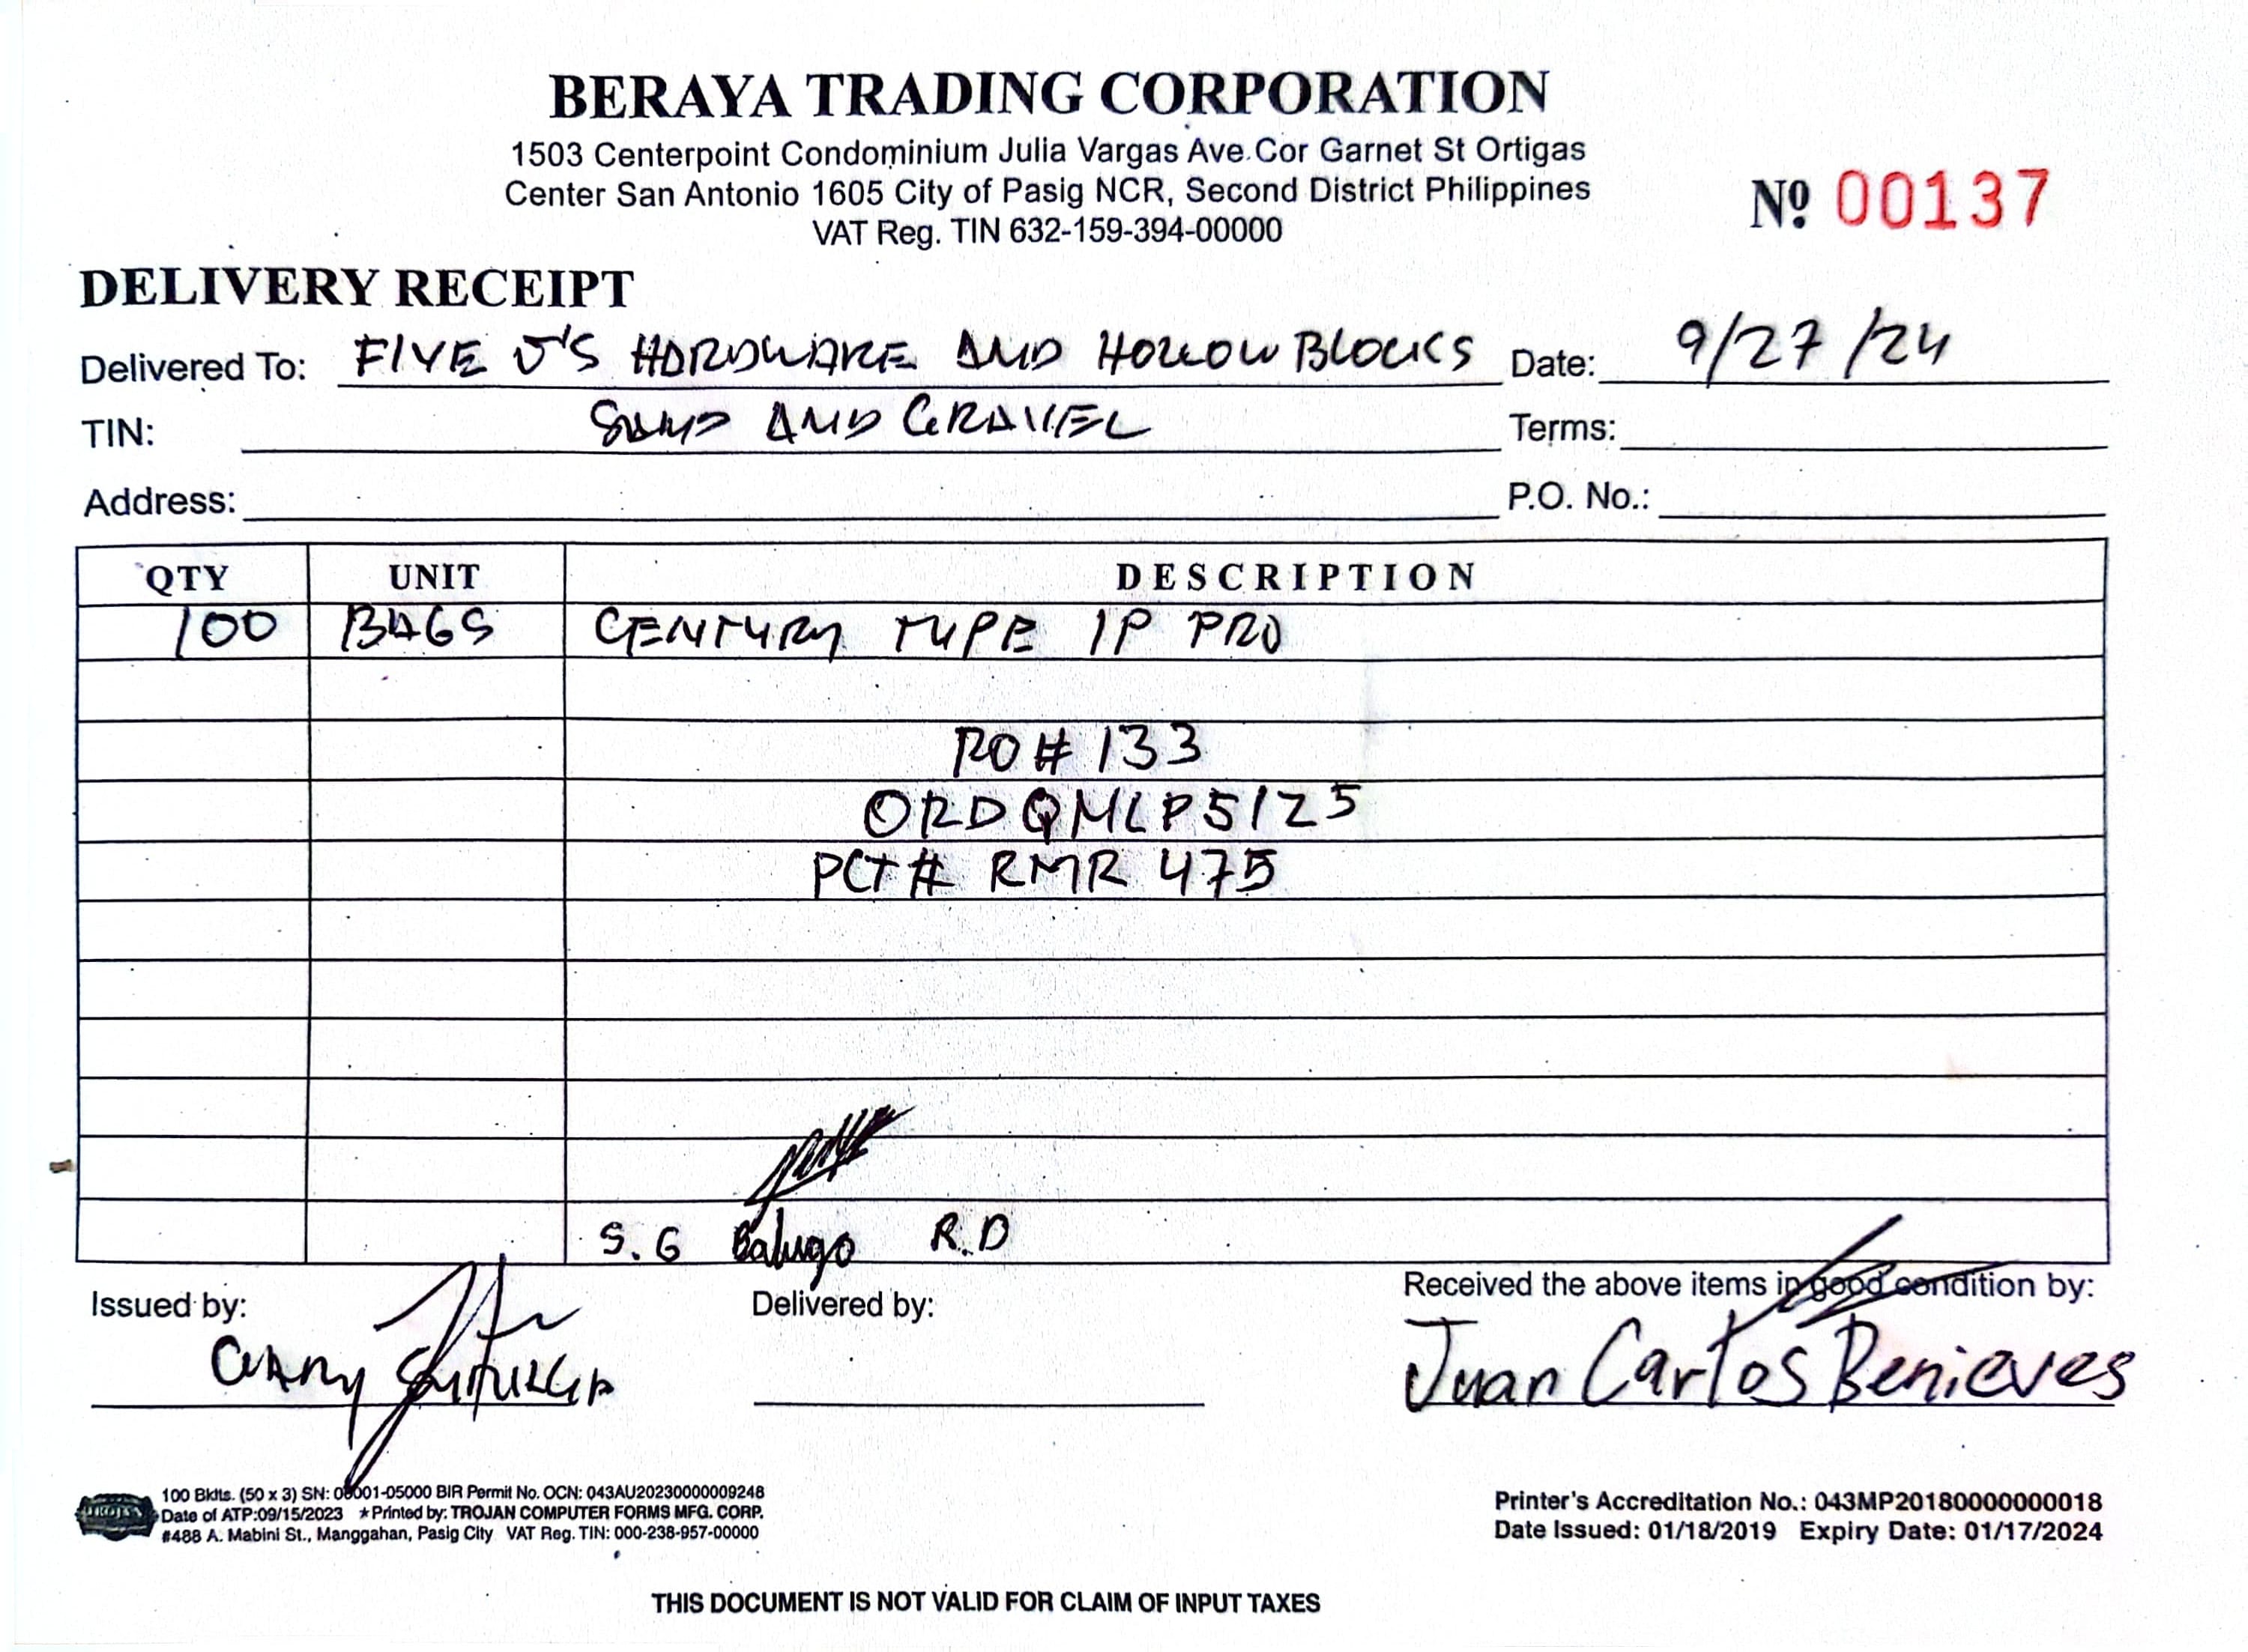 BERAYA TRADING CORPORATION
1503 Centerpoint Condominium Julia Vargas Ave.Cor Garnet St Ortigas
Center San Antonio 1605 City of Pasig NCR, Second District Philippines
VAT Reg. TIN 632-159-394-00000
Nº 00137
DELIVERY RECEIPT
Delivered To: FIVE J'S HARDWARE AND HOLLOW BLOCKS Date: 9/27/24
TIN: SAND AND GRAVEL Terms:
Address: P.O. No.:
QTY UNIT DESCRIPTION
100 BAGS CENTURY TYPE 1P PRO
RO# 133
ORDQMLP5125
PCT# RMR 475
S.G Balugo R.D
Issued by: Delivered by: Received the above items in good condition by:
Juan Carlos Benieves
100 Bklts. (50 x 3) SN: 00001-05000 BIR Permit No. OCN: 043AU20230000009248
Date of ATP:09/15/2023 ★Printed by: TROJAN COMPUTER FORMS MFG. CORP.
#488 A. Mabini St., Manggahan, Pasig City VAT Reg. TIN: 000-238-957-00000
TROJAN
Printer's Accreditation No.: 043MP20180000000018
Date Issued: 01/18/2019 Expiry Date: 01/17/2024
THIS DOCUMENT IS NOT VALID FOR CLAIM OF INPUT TAXES